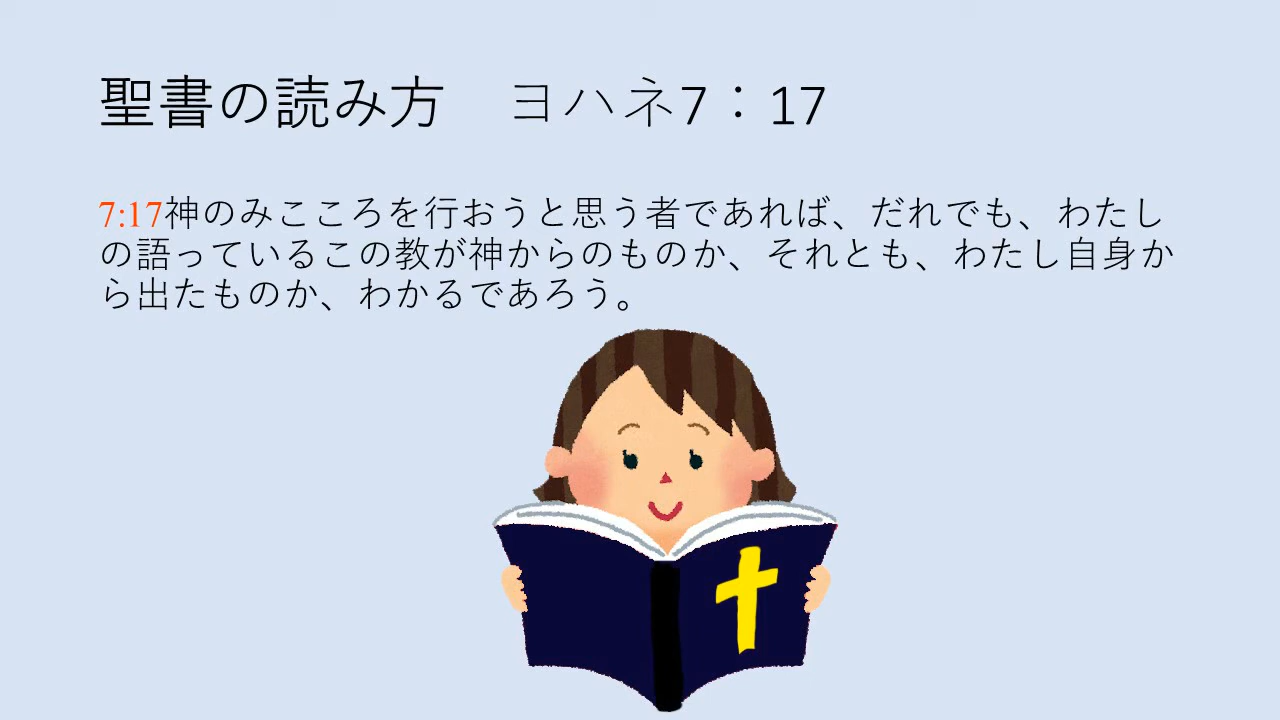 聖書の読み方　ヨハネ7：17
7:17神のみこころを行おうと思う者であれば、だれでも、わたし
の語っているこの教が神からのものか、それとも、わたし自身か
ら出たものか、わかるであろう。